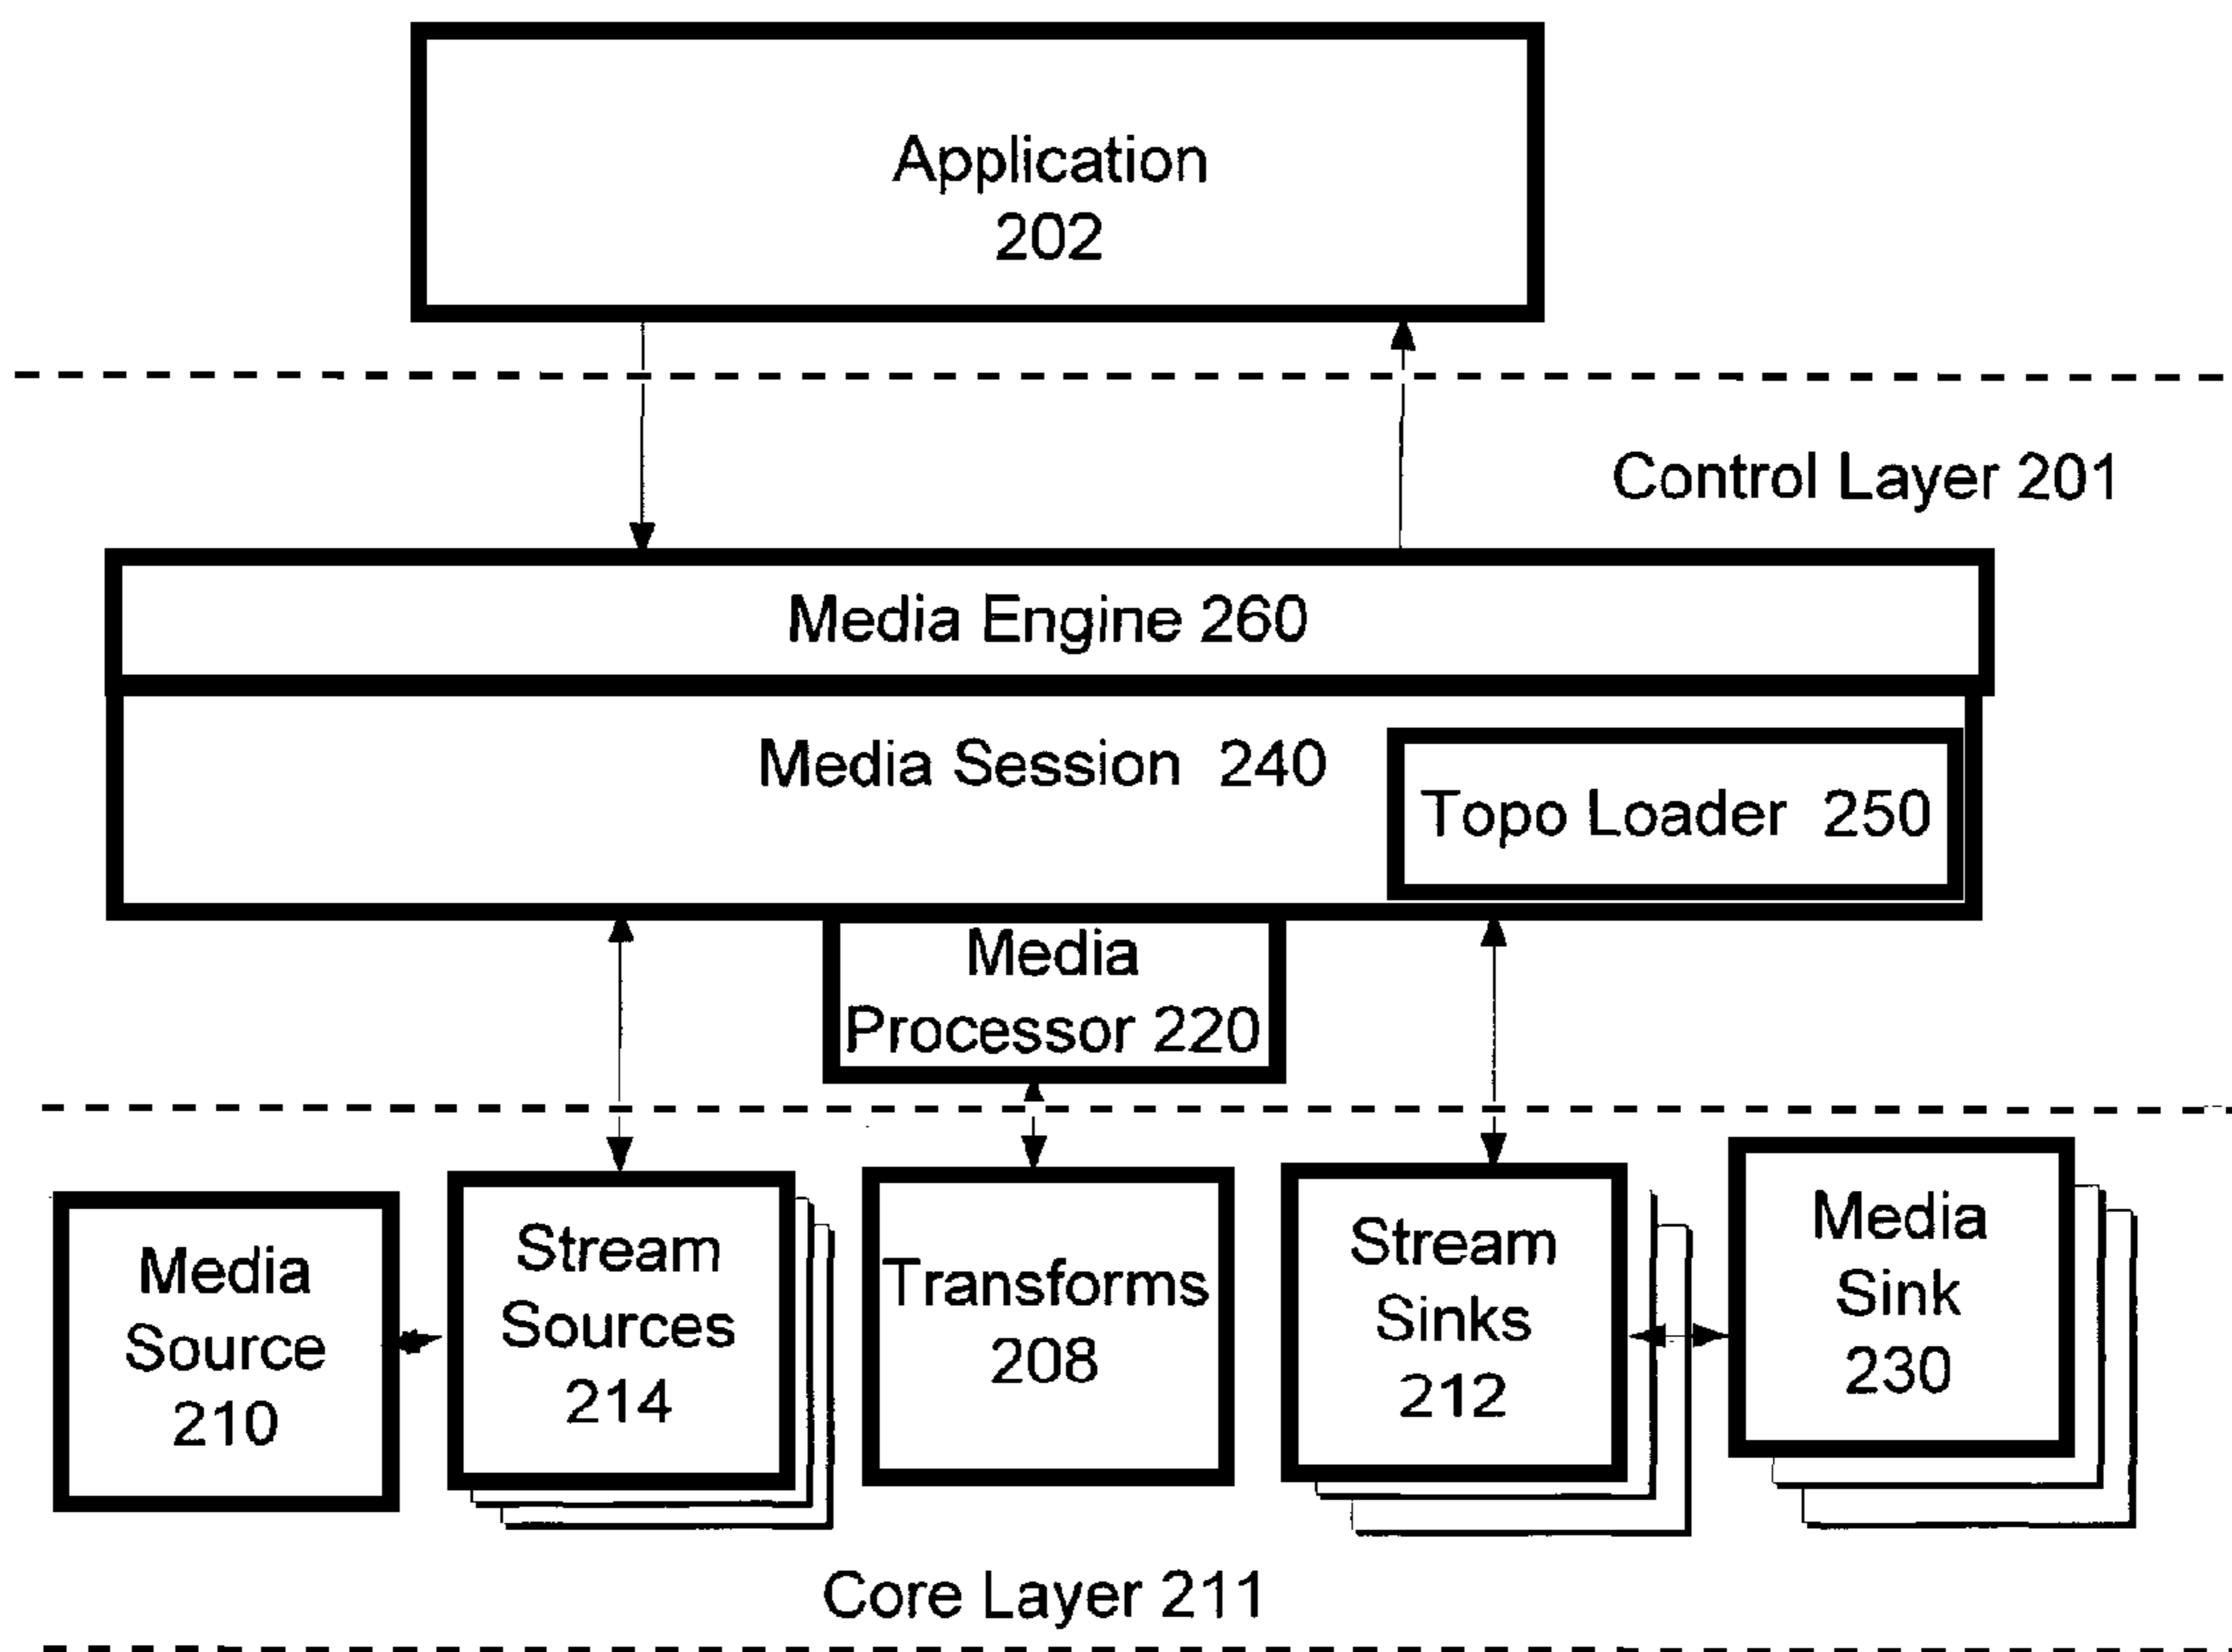 Application
202
Control Layer 201
Media Engine 260
Media Session 240
Topo Loader 250
Media
Processor 220
Media
Source
210
Stream
Sources
214
Transforms
208
Stream
Sinks
212
Media
Sink
230
Core Layer 211